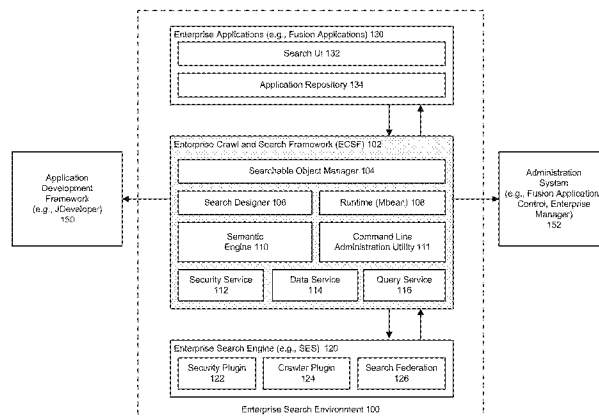 Enterprise Applications (e.g., Fusion Applications) 130
Search UI 132
Application Repository 134
Enterprise Crawl and Search Framework (ECSF) 102
Searchable Object Manager 104
Search Designer 106
Runtime (Mbean) 108
Semantic
Engine 110
Command Line
Administration Utility 111
Security Service
112
Data Service
114
Query Service
116
Application
Development
Framework
(e.g., JDeveloper)
150
Administration
System
(e.g., Fusion Application
Control, Enterprise
Manager)
152
Enterprise Search Engine (e.g., SES) 120
Security Plugin
122
Crawler Plugin
124
Search Federation
126
Enterprise Search Environment 100